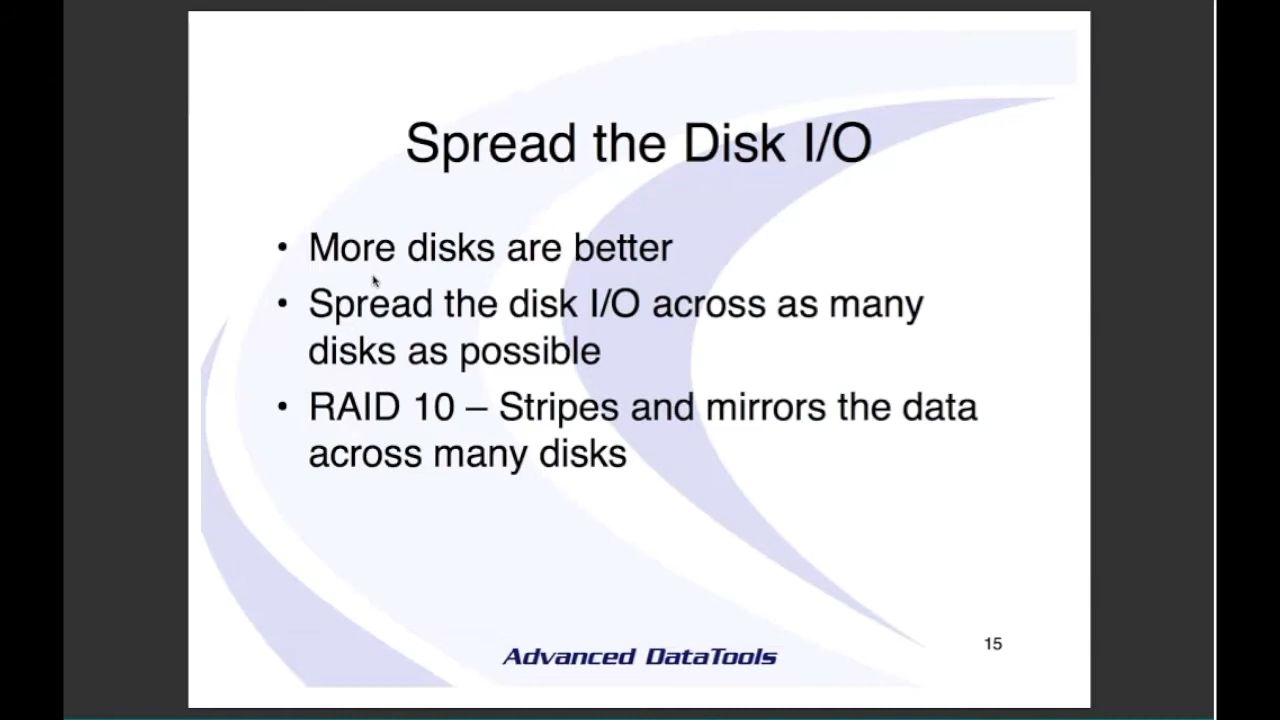 Spread the Disk I/O
• More disks are better
• Spread the disk I/O across as many
disks as possible
• RAID 10 – Stripes and mirrors the data
across many disks
Advanced DataTools
15